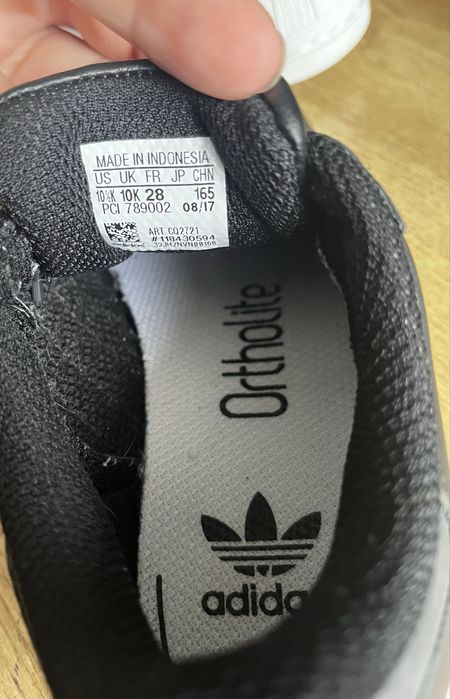 MADE IN INDONESIA
US UK FR JP CHN
10½K 10K 28 165
PCI 789002 08/17
ART CQ2721
#118430594
adidas
Ortholite
adidas